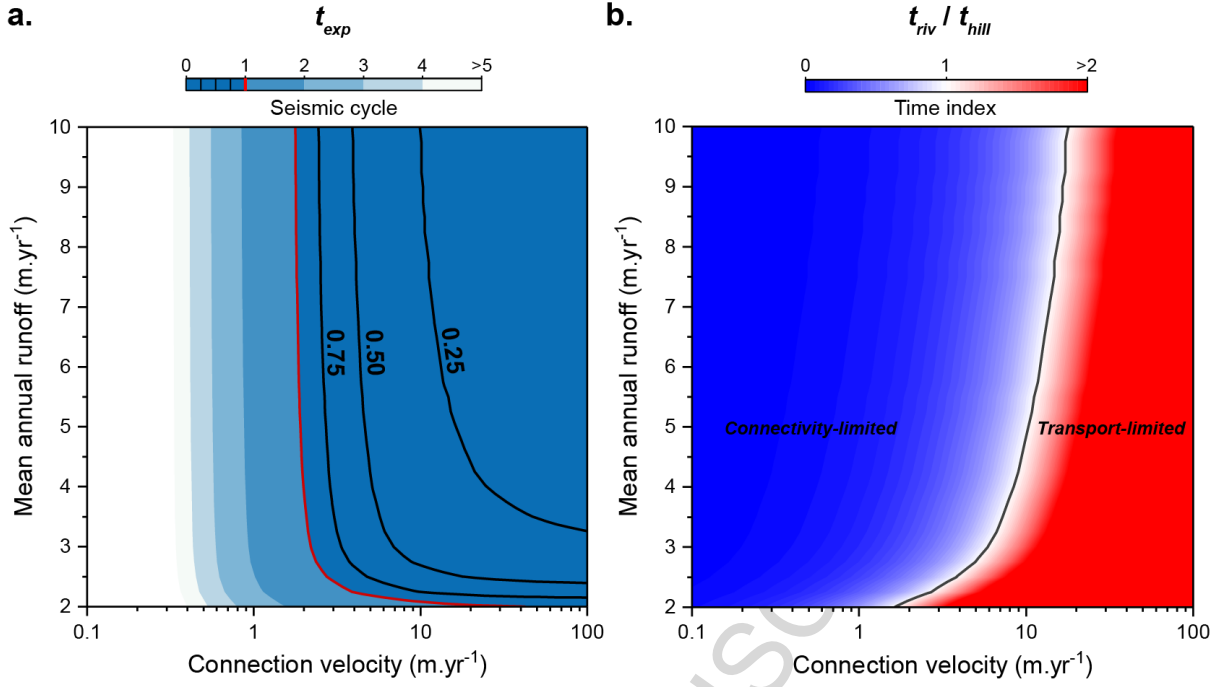 a.
t_exp
0 1 2 3 4 >5
Seismic cycle
10
9
8
7
6
5
4
3
2
Mean annual runoff (m.yr⁻¹)
0.75
0.50
0.25
0.1 1 10 100
Connection velocity (m.yr⁻¹)
b.
t_riv / t_hill
0 1 >2
Time index
10
9
8
7
6
5
4
3
2
Mean annual runoff (m.yr⁻¹)
Connectivity-limited
Transport-limited
0.1 1 10 100
Connection velocity (m.yr⁻¹)